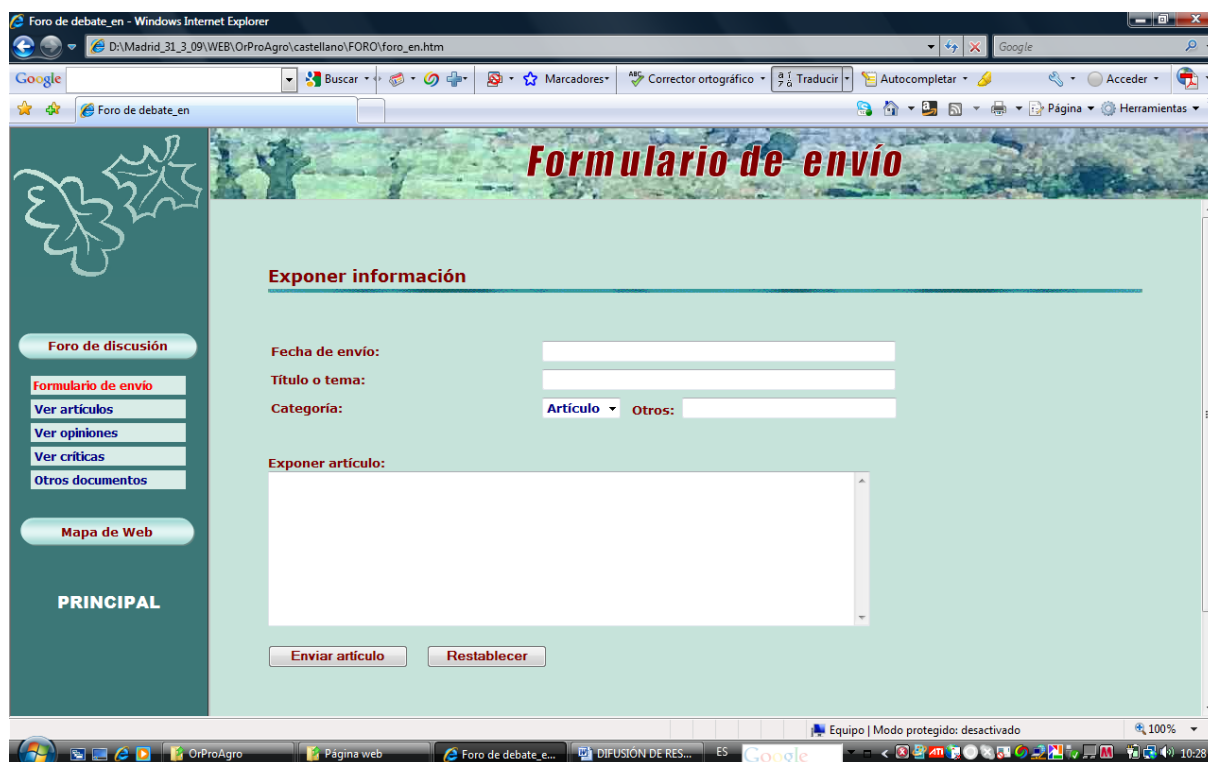 Foro de debate_en - Windows Internet Explorer
D:\Madrid_31_3_09\WEB\OrProAgro\castellano\FORO\foro_en.htm
Google
Google
Buscar
Marcadores
ABC
Corrector ortográfico
Traducir
Autocompletar
Acceder
Foro de debate_en
Página
Herramientas
Formulario de envío
Exponer información
Foro de discusión
Formulario de envío
Ver artículos
Ver opiniones
Ver críticas
Otros documentos
Mapa de Web
PRINCIPAL
Fecha de envío:
Título o tema:
Categoría:
Artículo
Otros:
Exponer artículo:
Enviar artículo
Restablecer
Equipo | Modo protegido: desactivado
100%
OrProAgro
Página web
Foro de debate_e...
DIFUSIÓN DE RES...
ES
Google
10:28